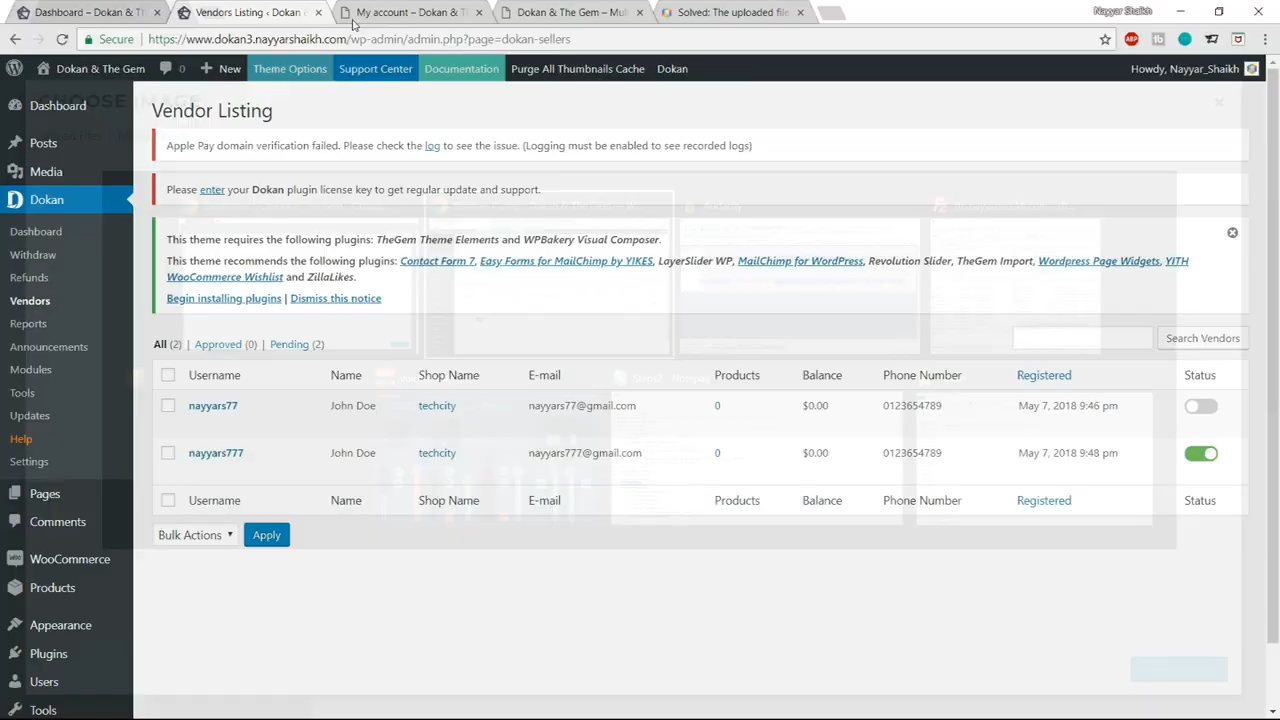 Dashboard – Dokan & Th
Vendors Listing ‹ Dokan
My account – Dokan & T
Dokan & The Gem – Mul
Solved: The uploaded file
Nayyar Shaikh
Secure
https://www.dokan3.nayyarshaikh.com/wp-admin/admin.php?page=dokan-sellers
Dokan & The Gem
0
New
Theme Options
Support Center
Documentation
Purge All Thumbnails Cache
Dokan
Howdy, Nayyar_Shaikh
Dashboard
Posts
Media
Dokan
Dashboard
Withdraw
Refunds
Vendors
Reports
Announcements
Modules
Tools
Updates
Help
Settings
Pages
Comments
WooCommerce
Products
Appearance
Plugins
Users
Tools
CHOOSE IMAGE
Vendor Listing
Apple Pay domain verification failed. Please check the log to see the issue. (Logging must be enabled to see recorded logs)
Please enter your Dokan plugin license key to get regular update and support.
This theme requires the following plugins: TheGem Theme Elements and WPBakery Visual Composer.
This theme recommends the following plugins: Contact Form 7, Easy Forms for MailChimp by YIKES, LayerSlider WP, MailChimp for WordPress, Revolution Slider, TheGem Import, Wordpress Page Widgets, YITH
WooCommerce Wishlist and ZillaLikes.
Begin installing plugins | Dismiss this notice
All (2) | Approved (0) | Pending (2)
Search Vendors
Username Name Shop Name E-mail Products Balance Phone Number Registered Status
nayyars77 John Doe techcity nayyars77@gmail.com 0 $0.00 0123654789 May 7, 2018 9:46 pm
nayyars777 John Doe techcity nayyars777@gmail.com 0 $0.00 0123654789 May 7, 2018 9:48 pm
Username Name Shop Name E-mail Products Balance Phone Number Registered Status
Bulk Actions
Apply